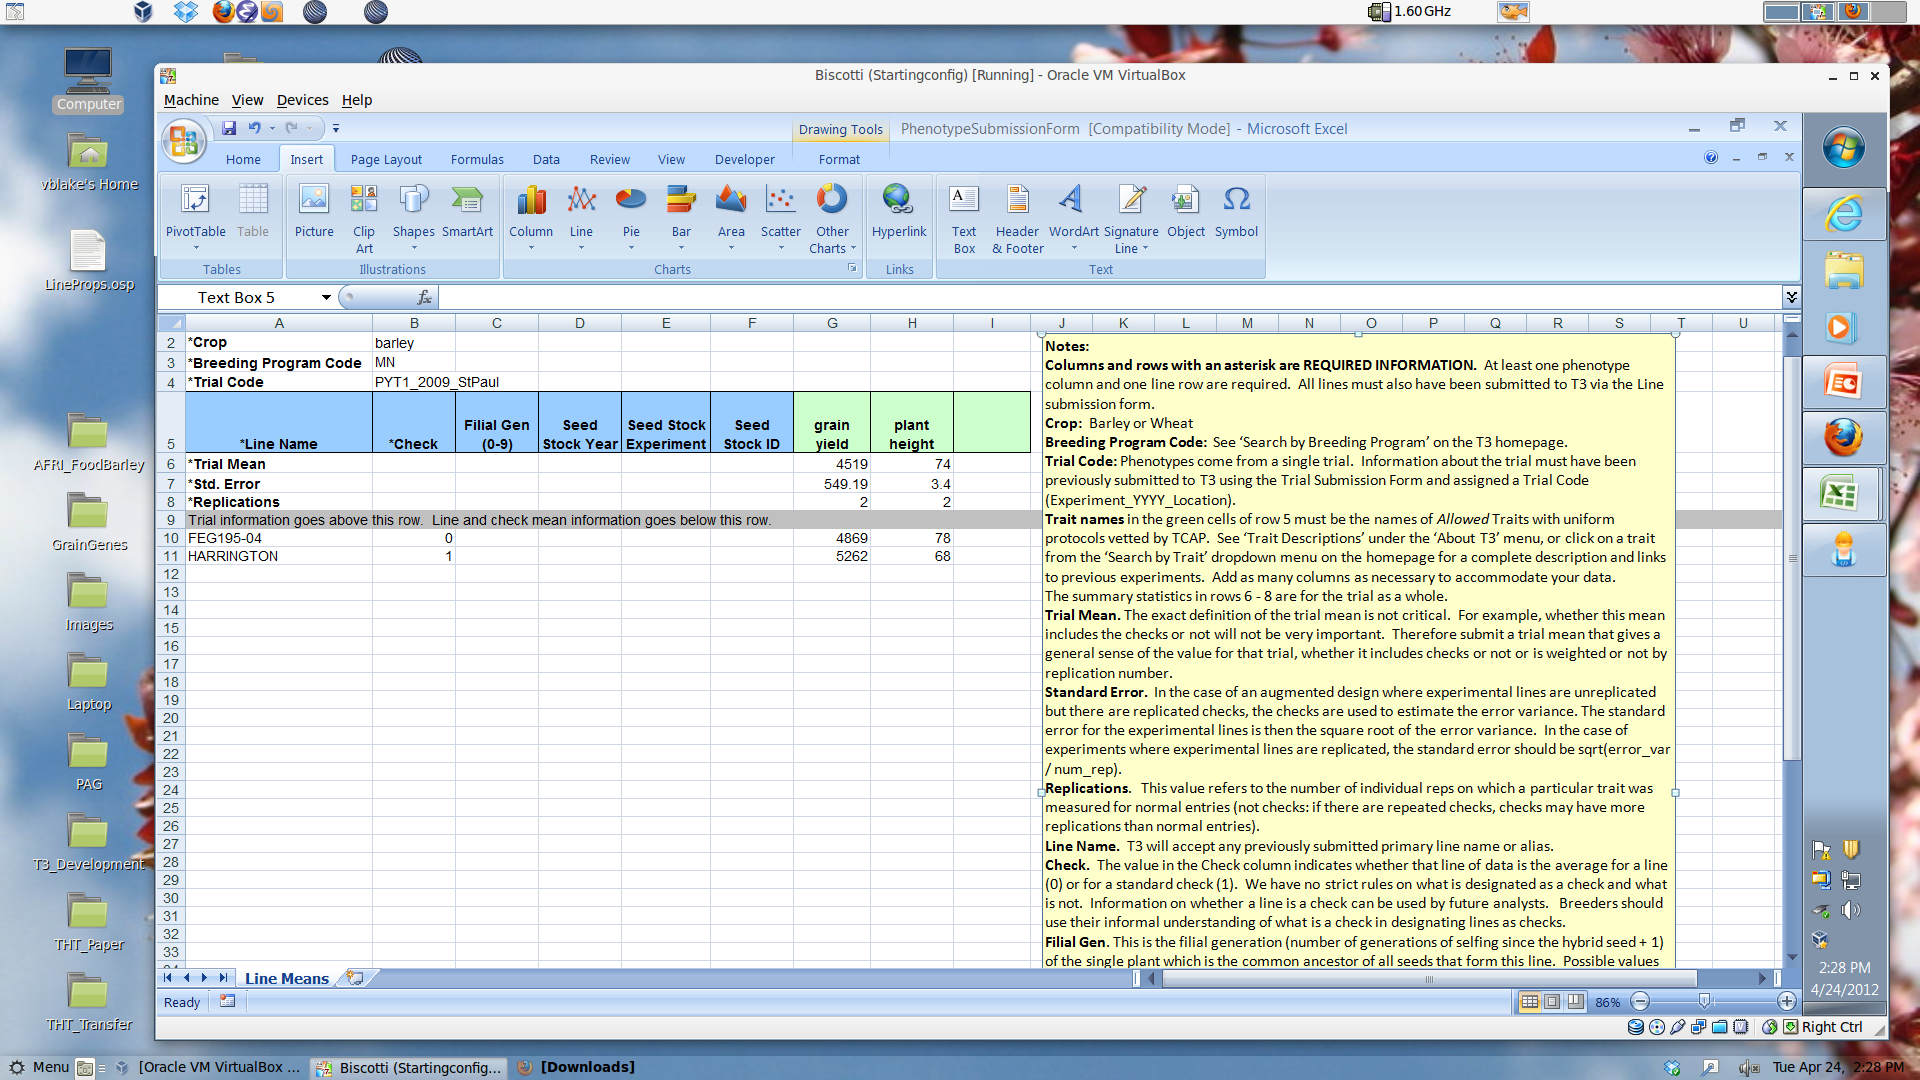 1.60 GHz
Computer
vblake's Home
LineProps.osp
AFRI_FoodBarley
GrainGenes
Images
Laptop
PAG
T3_Development
THT_Paper
THT_Transfer
Biscotti (Startingconfig) [Running] - Oracle VM VirtualBox
Machine View Devices Help
Drawing Tools PhenotypeSubmissionForm [Compatibility Mode] - Microsoft Excel
Home Insert Page Layout Formulas Data Review View Developer Format
PivotTable Table Picture Clip Art Shapes SmartArt Column Line Pie Bar Area Scatter Other Charts Hyperlink Text Box Header & Footer WordArt Signature Line Object Symbol
Tables Illustrations Charts Links Text
Text Box 5 fx
A B C D E F G H I J K L M N O P Q R S T U
2 *Crop barley
3 *Breeding Program Code MN
4 *Trial Code PYT1_2009_StPaul
Filial Gen Seed Seed Stock Seed grain plant
5 *Line Name *Check (0-9) Stock Year Experiment Stock ID yield height
6 *Trial Mean 4519 74
7 *Std. Error 549.19 3.4
8 *Replications 2 2
9 Trial information goes above this row. Line and check mean information goes below this row.
10 FEG195-04 0 4869 78
11 HARRINGTON 1 5262 68
12
13
14
15
16
17
18
19
20
21
22
23
24
25
26
27
28
29
30
31
32
33
Notes:
Columns and rows with an asterisk are REQUIRED INFORMATION. At least one phenotype
column and one line row are required. All lines must also have been submitted to T3 via the Line
submission form.
Crop: Barley or Wheat
Breeding Program Code: See ‘Search by Breeding Program’ on the T3 homepage.
Trial Code: Phenotypes come from a single trial. Information about the trial must have been
previously submitted to T3 using the Trial Submission Form and assigned a Trial Code
(Experiment_YYYY_Location).
Trait names in the green cells of row 5 must be the names of Allowed Traits with uniform
protocols vetted by TCAP. See ‘Trait Descriptions’ under the ‘About T3’ menu, or click on a trait
from the ‘Search by Trait’ dropdown menu on the homepage for a complete description and links
to previous experiments. Add as many columns as necessary to accommodate your data.
The summary statistics in rows 6 - 8 are for the trial as a whole.
Trial Mean. The exact definition of the trial mean is not critical. For example, whether this mean
includes the checks or not will not be very important. Therefore submit a trial mean that gives a
general sense of the value for that trial, whether it includes checks or not or is weighted or not by
replication number.
Standard Error. In the case of an augmented design where experimental lines are unreplicated
but there are replicated checks, the checks are used to estimate the error variance. The standard
error for the experimental lines is then the square root of the error variance. In the case of
experiments where experimental lines are replicated, the standard error should be sqrt(error_var
/ num_rep).
Replications. This value refers to the number of individual reps on which a particular trait was
measured for normal entries (not checks: if there are repeated checks, checks may have more
replications than normal entries).
Line Name. T3 will accept any previously submitted primary line name or alias.
Check. The value in the Check column indicates whether that line of data is the average for a line
(0) or for a standard check (1). We have no strict rules on what is designated as a check and what
is not. Information on whether a line is a check can be used by future analysts. Breeders should
use their informal understanding of what is a check in designating lines as checks.
Filial Gen. This is the filial generation (number of generations of selfing since the hybrid seed + 1)
of the single plant which is the common ancestor of all seeds that form this line. Possible values
Line Means
Ready 86%
2:28 PM
4/24/2012
Right Ctrl
Menu [Oracle VM VirtualBox ... Biscotti (Startingconfig... [Downloads] Tue Apr 24, 2:28 PM